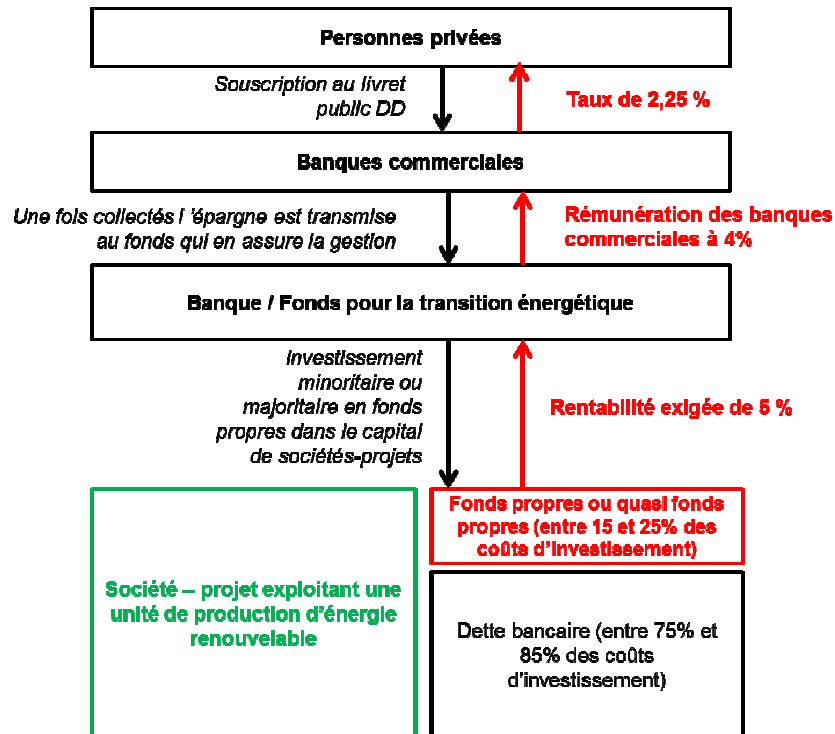 Personnes privées
Souscription au livret
public DD
Taux de 2,25 %
Banques commerciales
Une fois collectés l 'épargne est transmise
au fonds qui en assure la gestion
Rémunération des banques
commerciales à 4%
Banque / Fonds pour la transition énergétique
Investissement
minoritaire ou
majoritaire en fonds
propres dans le capital
de sociétés-projets
Rentabilité exigée de 5 %
Fonds propres ou quasi fonds
propres (entre 15 et 25% des
coûts d'investissement)
Société – projet exploitant une
unité de production d'énergie
renouvelable
Dette bancaire (entre 75% et
85% des coûts
d'investissement)